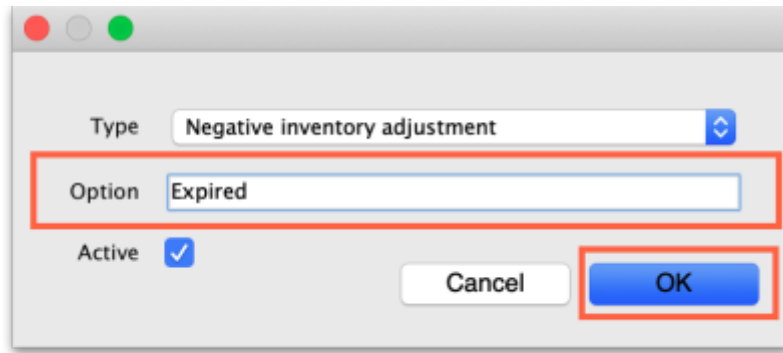 Type Negative inventory adjustment
Option Expired
Active
Cancel OK